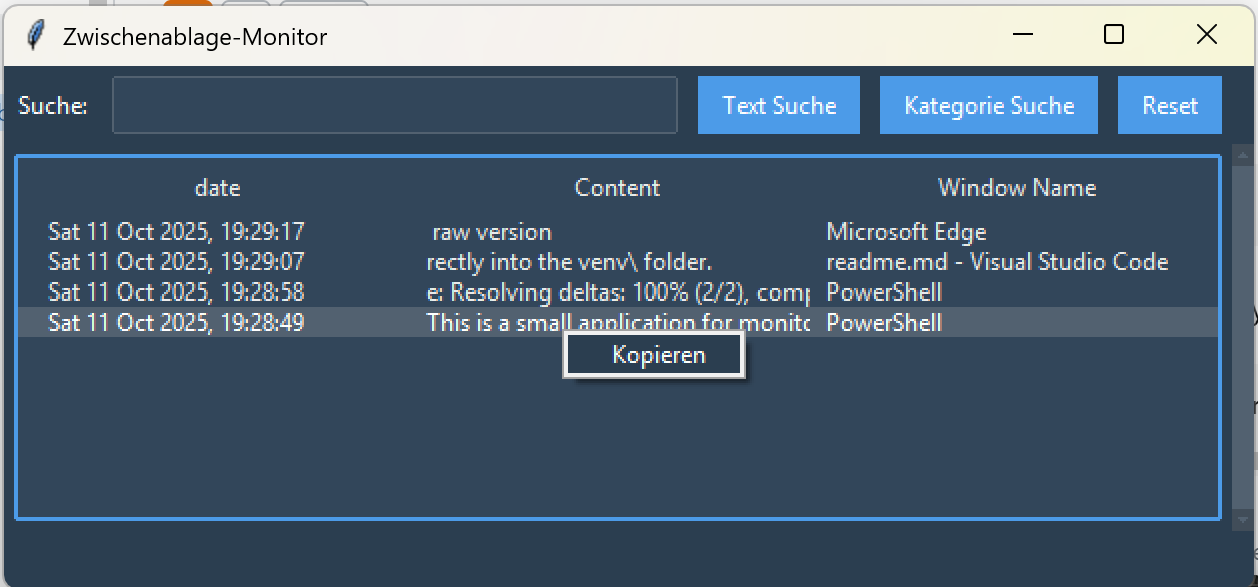 Zwischenablage-Monitor
Suche: Text Suche Kategorie Suche Reset
date Content Window Name
Sat 11 Oct 2025, 19:29:17 raw version Microsoft Edge
Sat 11 Oct 2025, 19:29:07 rectly into the venv\ folder. readme.md - Visual Studio Code
Sat 11 Oct 2025, 19:28:58 e: Resolving deltas: 100% (2/2), comp PowerShell
Sat 11 Oct 2025, 19:28:49 This is a small application for monito PowerShell
Kopieren